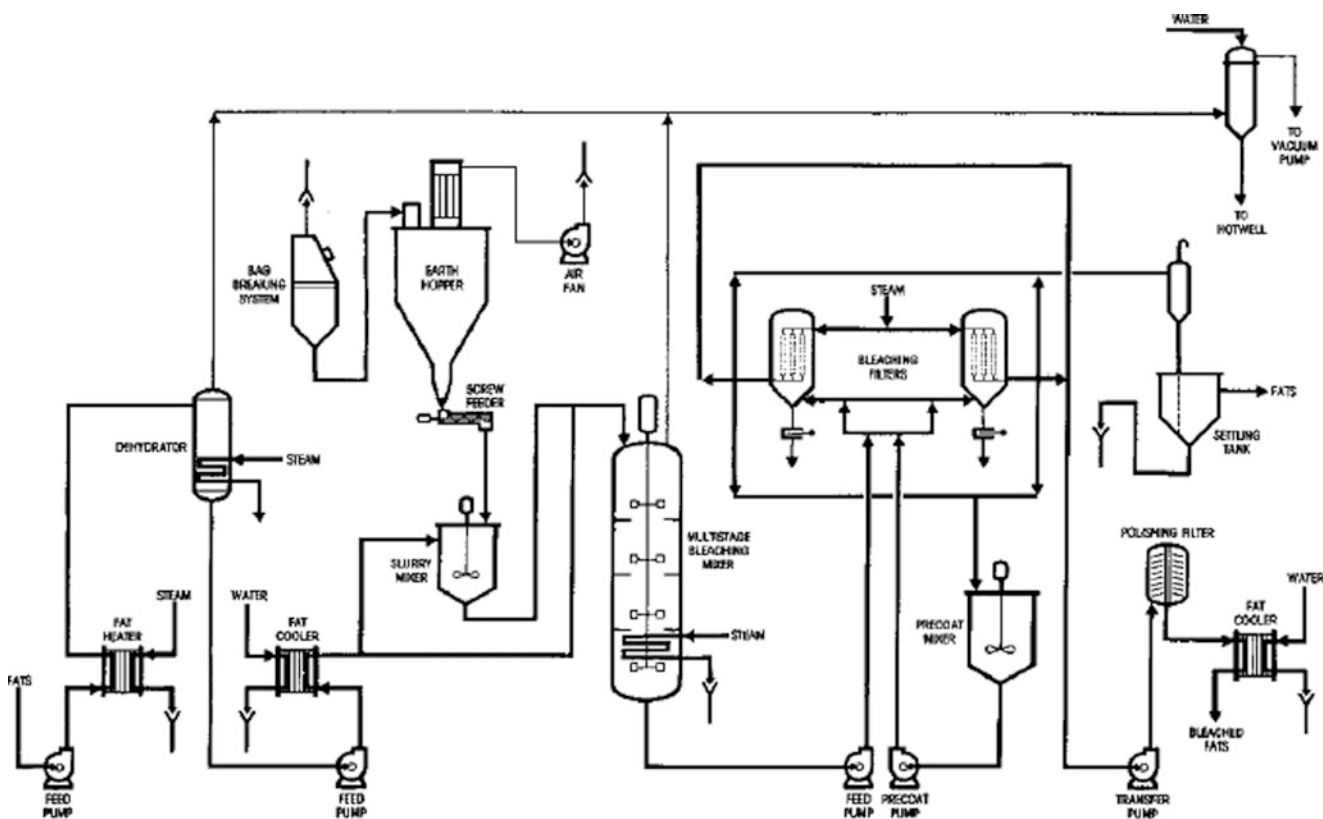 WATER
TO
VACUUM
PUMP
TO
HOTWELL
BAG
BREAKING
SYSTEM
EARTH
HOPPER
AIR
FAN
STEAM
BLEACHING
FILTERS
SCREW
FEEDER
FATS
SETTLING
TANK
DEHYDRATOR
STEAM
SLURRY
MIXER
MULTISTAGE
BLEACHING
MIXER
POLISHING FILTER
STEAM
WATER
WATER
FAT
HEATER
FAT
COOLER
STEAM
PRECOAT
MIXER
FAT
COOLER
FATS
BLEACHED
FATS
FEED
PUMP
FEED
PUMP
FEED
PUMP
PRECOAT
PUMP
TRANSFER
PUMP